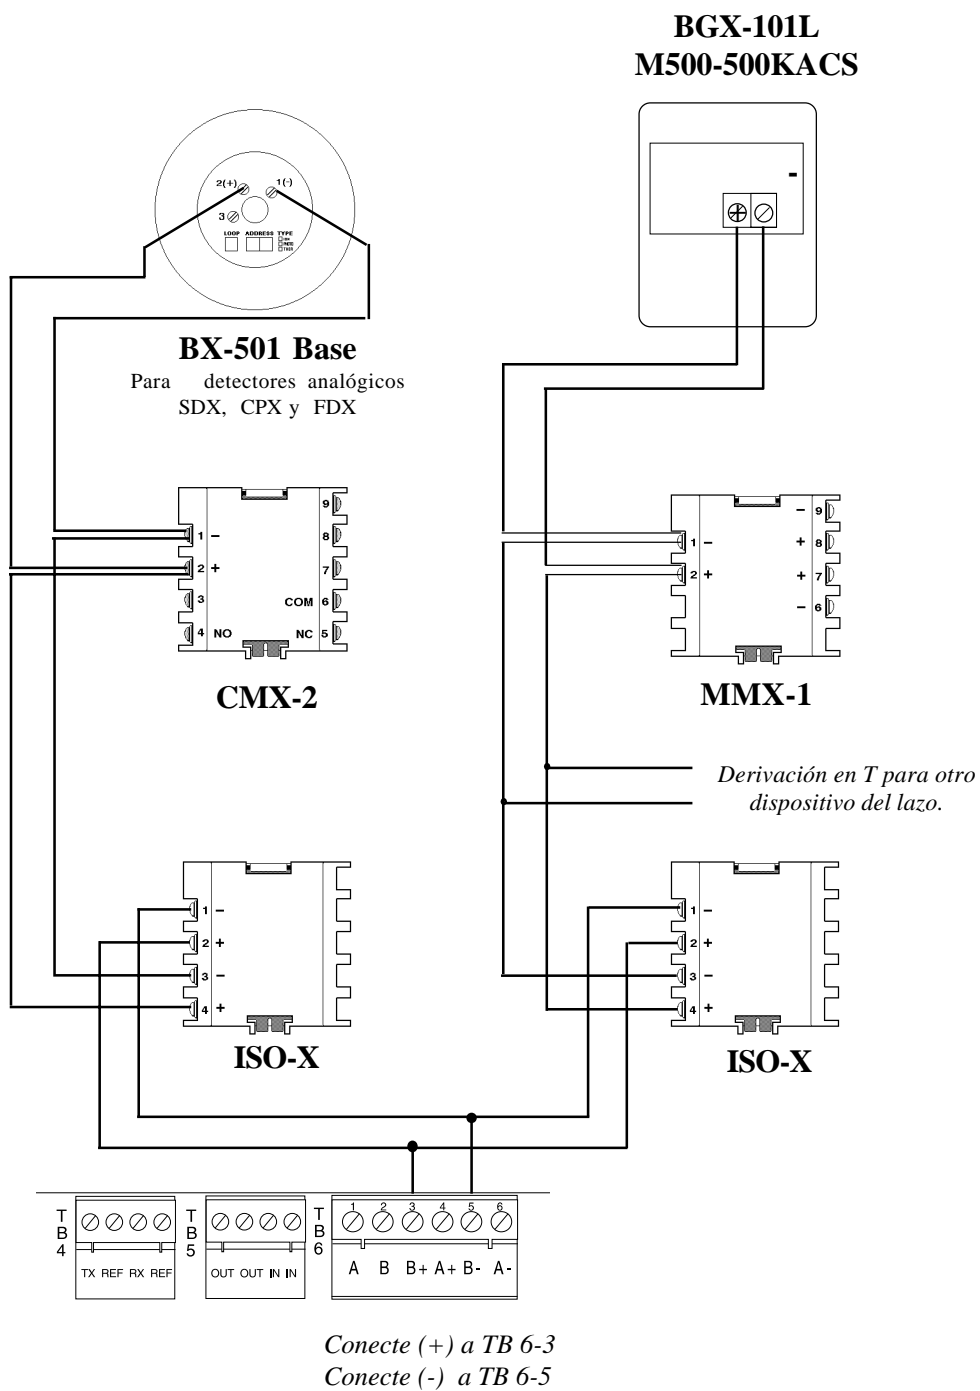 BGX-101L
M500-500KACS
2(+) 1(-)
3
LOOP ADDRESS TYPE
-
BX-501 Base
Para detectores analógicos
SDX, CPX y FDX
9
1 - 8
2 + 7
3 COM 6
4 NO NC 5
CMX-2
- 9
1 - + 8
2 + + 7
- 6
MMX-1
Derivación en T para otro
dispositivo del lazo.
1 -
2 +
3 -
4 +
ISO-X
1 -
2 +
3 -
4 +
ISO-X
TB4
TX REF RX REF
TB5
OUT OUT IN IN
TB6
1 2 3 4 5 6
A B B+ A+ B- A-
Conecte (+) a TB 6-3
Conecte (-) a TB 6-5